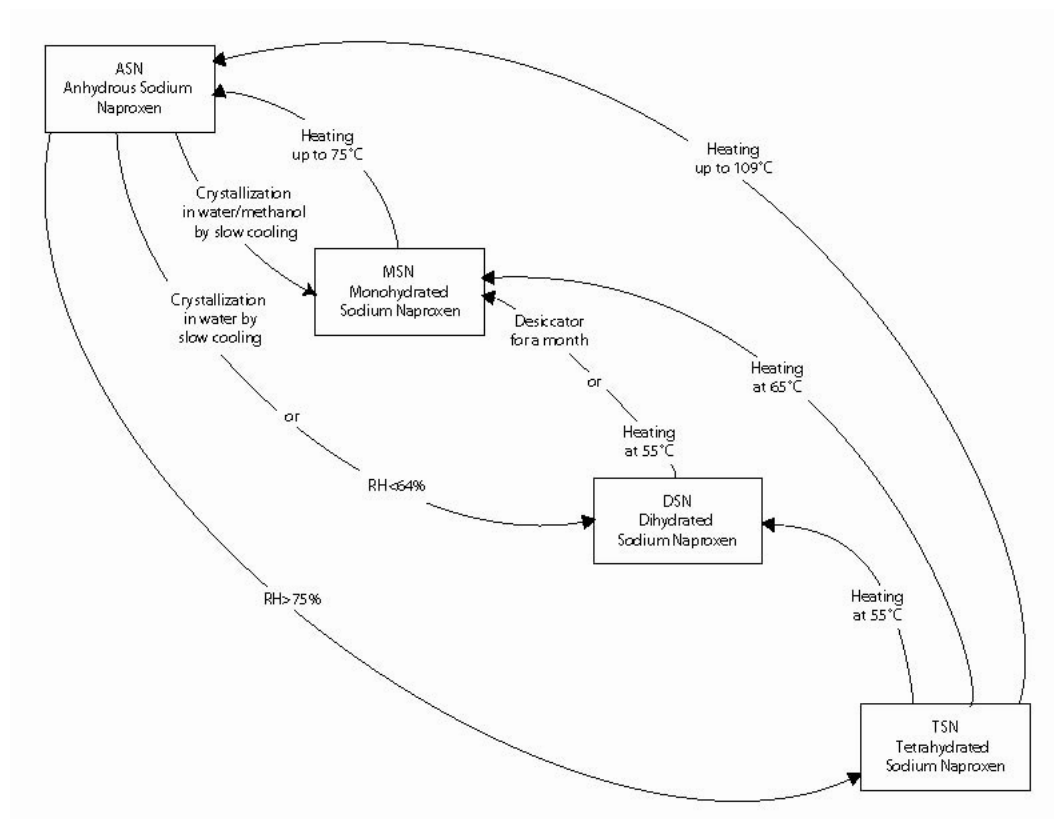 ASN
Anhydrous Sodium
Naproxen
Heating
up to 75°C
Heating
up to 109°C
Crystallization
in water/methanol
by slow cooling
MSN
Monohydrated
Sodium Naproxen
Crystallization
in water by
slow cooling
Desiccator
for a month
or
Heating
at 65°C
or
Heating
at 55°C
RH<64%
DSN
Dihydrated
Sodium Naproxen
RH>75%
Heating
at 55°C
TSN
Tetrahydrated
Sodium Naproxen